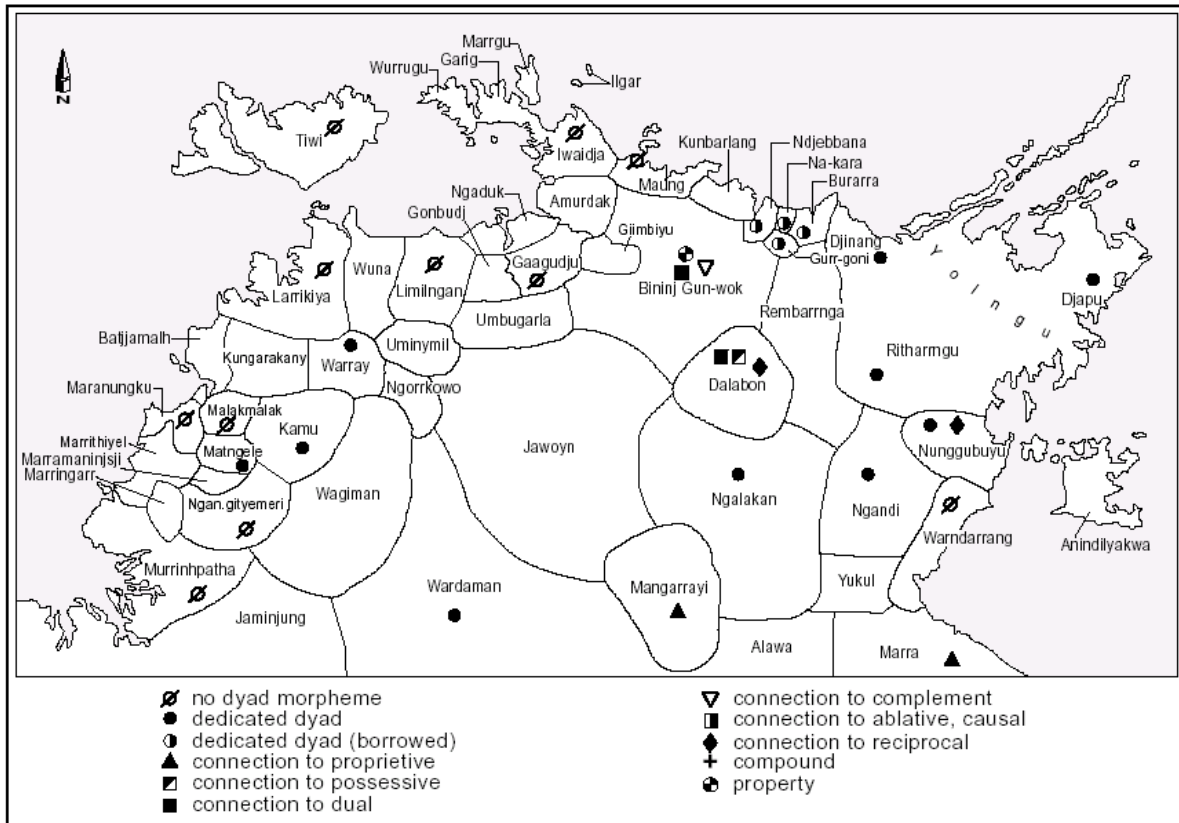 Marrgu
Garig
Wurrugu
Ilgar
N
Tiwi
Iwaidja
Kunbarlang
Ndjebbana
Na-kara
Burarra
Maung
Ngaduk
Amurdak
Gonbudj
Giimbiyu
Djinang
Gurr-goni
Yolngu
Gaagudju
Larrikiya
Wuna
Limilngan
Bininj Gun-wok
Djapu
Rembarrnga
Umbugarla
Batjjamalh
Kungarakany
Uminymil
Ritharrngu
Warray
Ngorrkowo
Dalabon
Maranungku
Malakmalak
Kamu
Marrithiyel
Matngele
Marramaninjsji
Marringarr
Jawoyn
Nunggubuyu
Ngalakan
Wagiman
Ngan.gityemeri
Ngandi
Warndarrang
Anindilyakwa
Murrinhpatha
Wardaman
Mangarrayi
Yukul
Jaminjung
Alawa
Marra
no dyad morpheme
dedicated dyad
dedicated dyad (borrowed)
connection to proprietive
connection to possessive
connection to dual
connection to complement
connection to ablative, causal
connection to reciprocal
compound
property